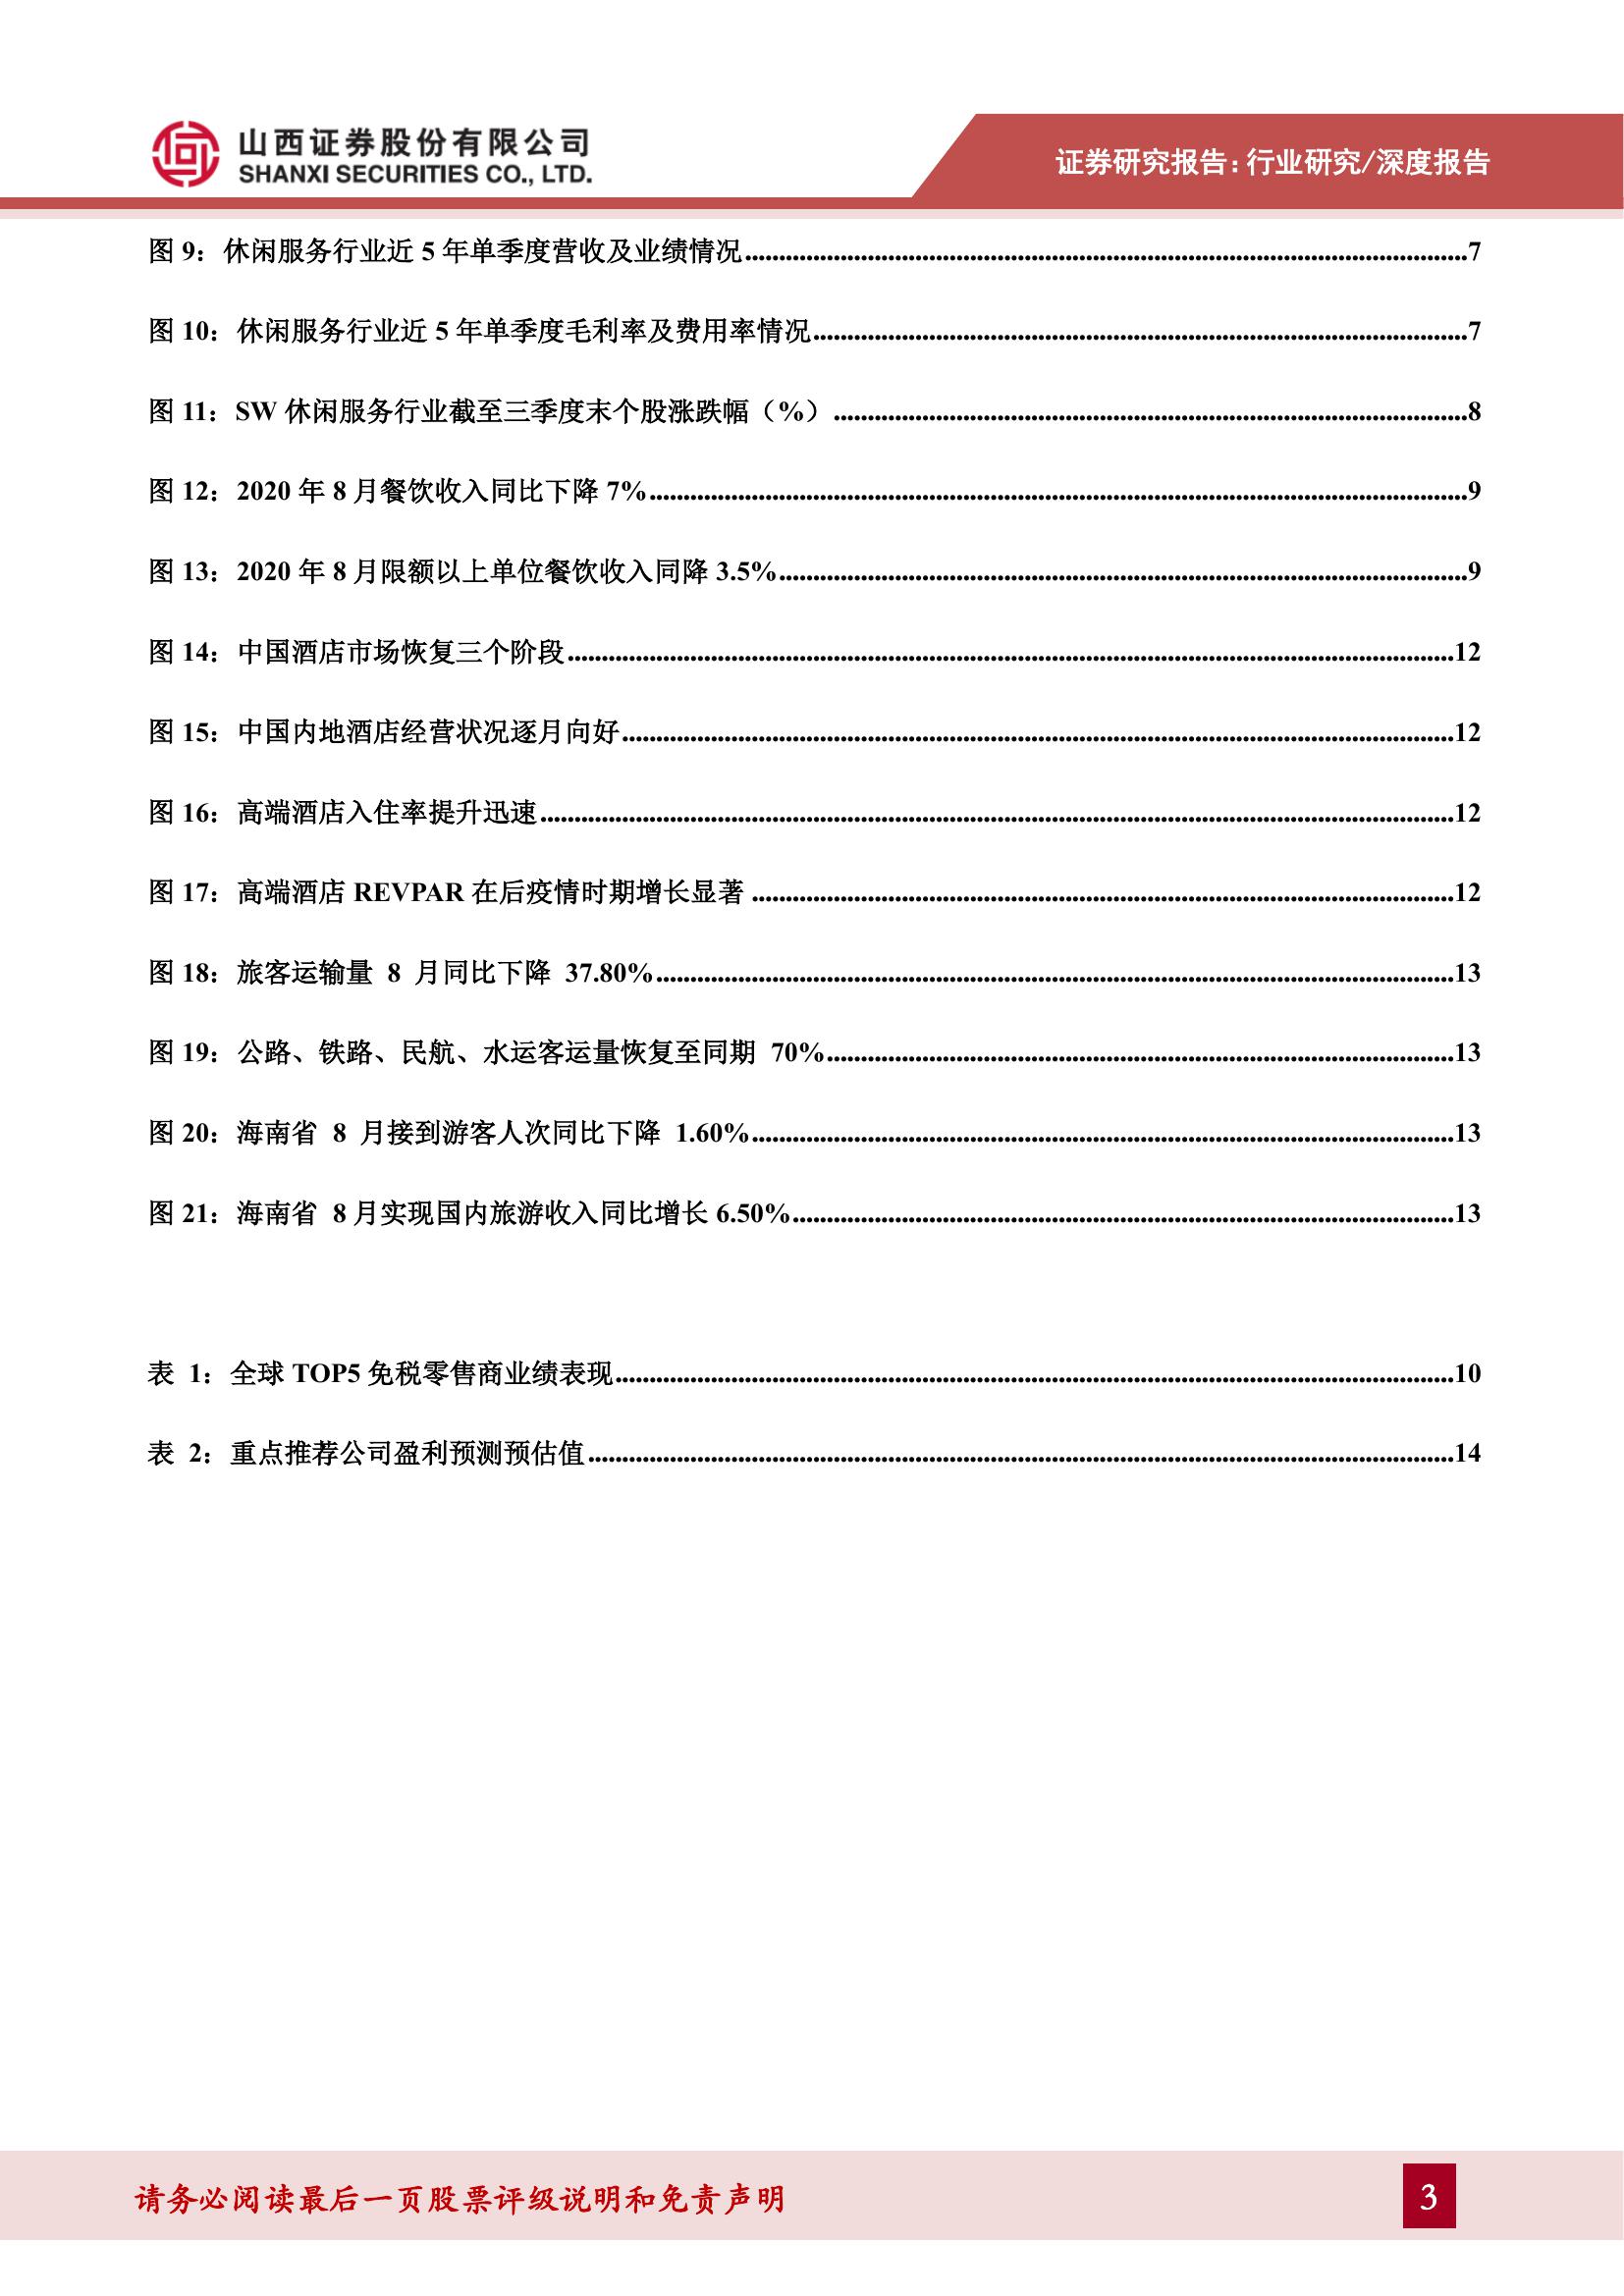 山西证券股份有限公司
SHANXI SECURITIES CO., LTD.
证券研究报告：行业研究/深度报告
图 9：休闲服务行业近 5 年单季度营收及业绩情况..........7
图 10：休闲服务行业近 5 年单季度毛利率及费用率情况..........7
图 11：SW 休闲服务行业截至三季度末个股涨跌幅（%）..........8
图 12：2020 年 8 月餐饮收入同比下降 7%..........9
图 13：2020 年 8 月限额以上单位餐饮收入同降 3.5%..........9
图 14：中国酒店市场恢复三个阶段..........12
图 15：中国内地酒店经营状况逐月向好..........12
图 16：高端酒店入住率提升迅速..........12
图 17：高端酒店 REVPAR 在后疫情时期增长显著..........12
图 18：旅客运输量 8 月同比下降 37.80%..........13
图 19：公路、铁路、民航、水运客运量恢复至同期 70%..........13
图 20：海南省 8 月接到游客人次同比下降 1.60%..........13
图 21：海南省 8 月实现国内旅游收入同比增长 6.50%..........13
表 1：全球 TOP5 免税零售商业绩表现..........10
表 2：重点推荐公司盈利预测预估值..........14
请务必阅读最后一页股票评级说明和免责声明
3